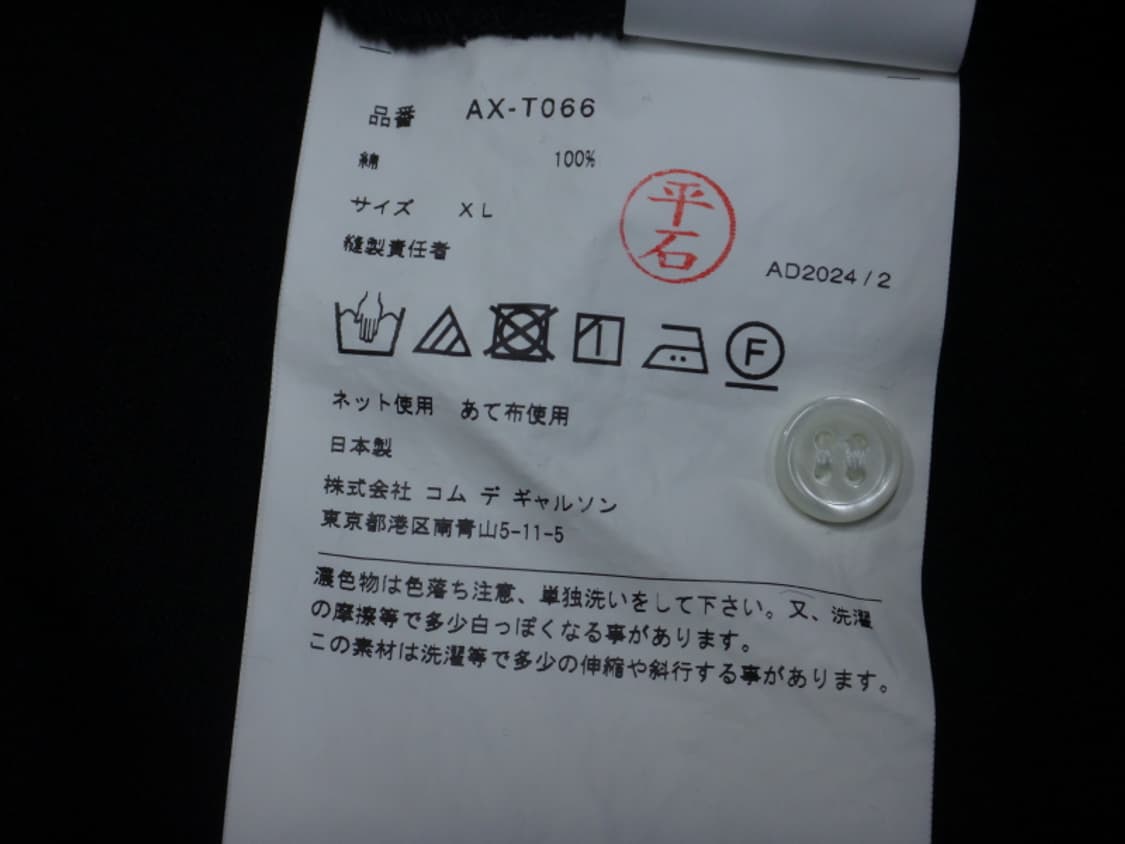 品番 AX-T066
綿 100%
サイズ XL
平石
縫製責任者
AD2024/2
F
ネット使用 あて布使用
日本製
株式会社 コム デ ギャルソン
東京都港区南青山5-11-5
濃色物は色落ち注意、単独洗いをして下さい。又、洗濯
の摩擦等で多少白っぽくなる事があります。
この素材は洗濯等で多少の伸縮や斜行する事があります。